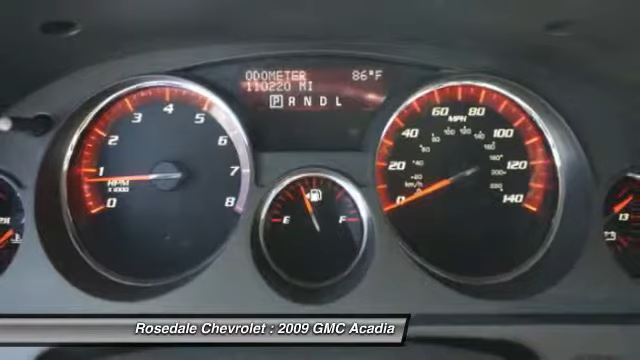 ODOMETER 86°F
110220 MI
P R N D L
0 1 2 3 4 5 6 7 8
RPM
X1000
E F
0 20 40 60 80 100 120 140
MPH
km/h
Rosedale Chevrolet : 2009 GMC Acadia